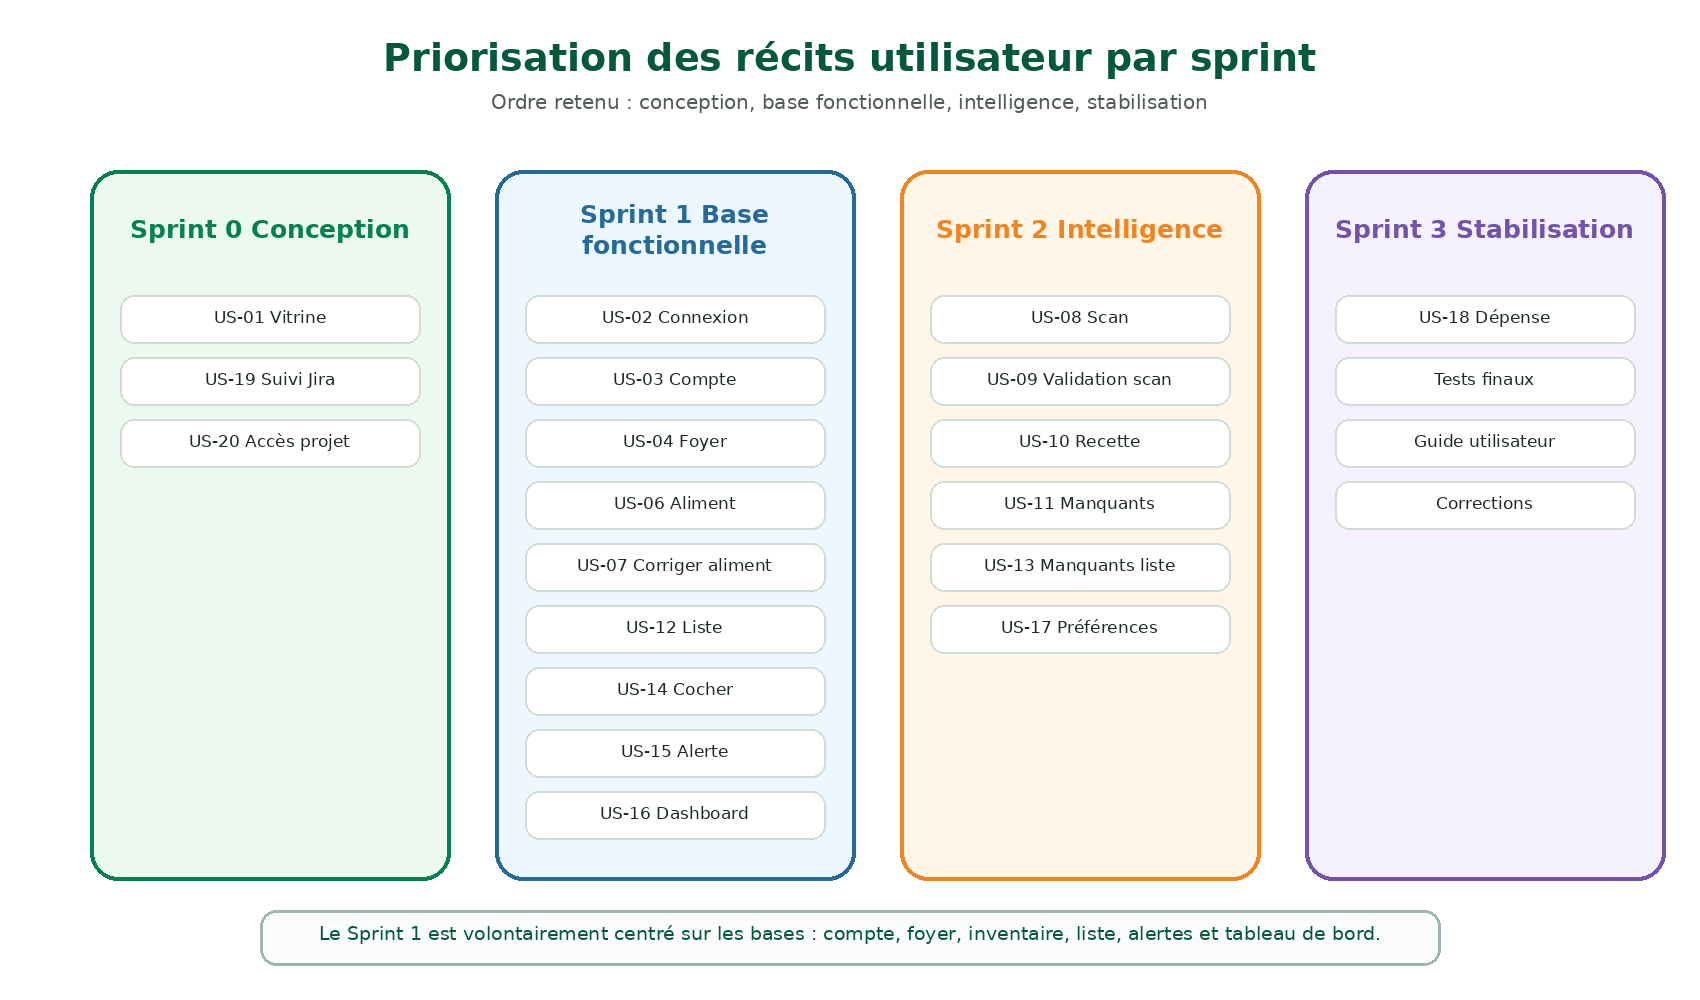 Priorisation des récits utilisateur par sprint
Ordre retenu : conception, base fonctionnelle, intelligence, stabilisation
Sprint 0 Conception
US-01 Vitrine
US-19 Suivi Jira
US-20 Accès projet
Sprint 1 Base
fonctionnelle
US-02 Connexion
US-03 Compte
US-04 Foyer
US-06 Aliment
US-07 Corriger aliment
US-12 Liste
US-14 Cocher
US-15 Alerte
US-16 Dashboard
Sprint 2 Intelligence
US-08 Scan
US-09 Validation scan
US-10 Recette
US-11 Manquants
US-13 Manquants liste
US-17 Préférences
Sprint 3 Stabilisation
US-18 Dépense
Tests finaux
Guide utilisateur
Corrections
Le Sprint 1 est volontairement centré sur les bases : compte, foyer, inventaire, liste, alertes et tableau de bord.